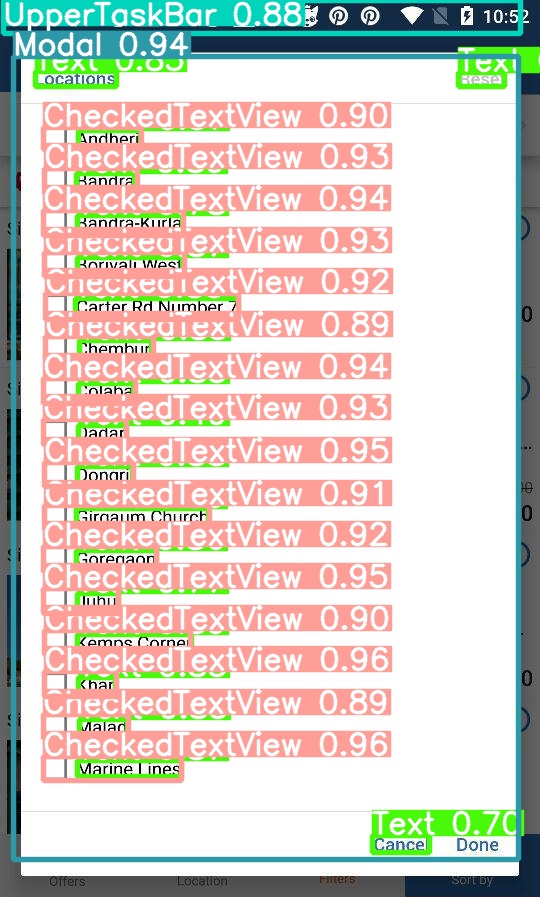 UpperTaskBar 0.88
10:52
Modal 0.94
Text 0.83
Text
Locations
Reset
CheckedTextView 0.90
Andheri
CheckedTextView 0.93
Bandra
CheckedTextView 0.94
Bandra-Kurla
CheckedTextView 0.93
Borivali West
CheckedTextView 0.92
Carter Rd Number 7
CheckedTextView 0.89
Chembur
CheckedTextView 0.94
Colaba
CheckedTextView 0.93
Dadar
CheckedTextView 0.95
Dongri
CheckedTextView 0.91
Girgaum Church
CheckedTextView 0.92
Goregaon
CheckedTextView 0.95
Juhu
CheckedTextView 0.90
Kemps Corner
CheckedTextView 0.96
Khar
CheckedTextView 0.89
Malad
CheckedTextView 0.96
Marine Lines
Text 0.70
Cancel
Done
Offers
Location
Filters
Sort by